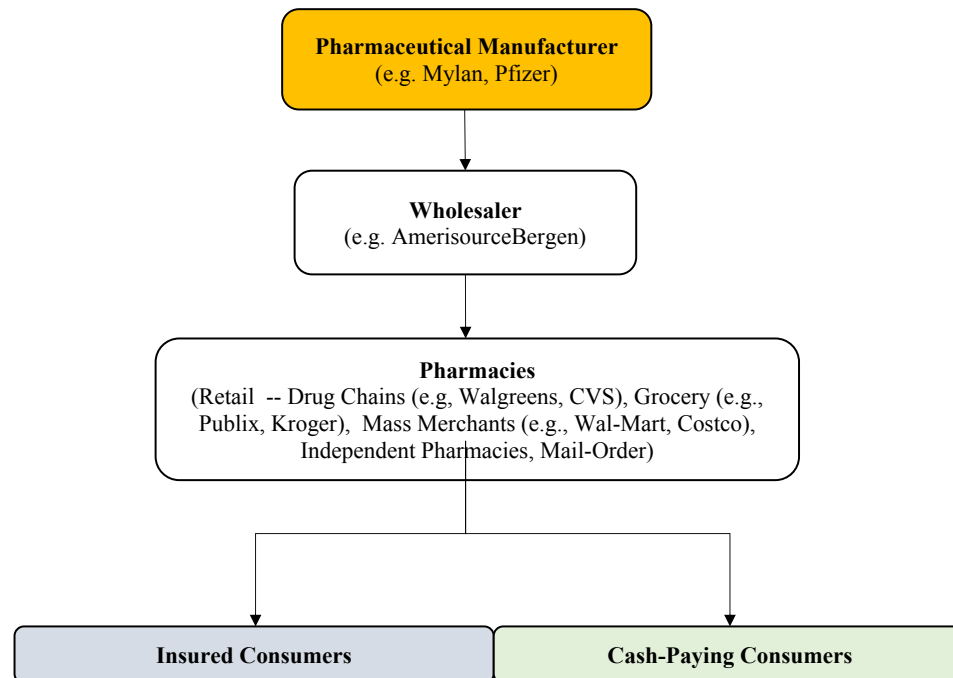 Pharmaceutical Manufacturer
(e.g. Mylan, Pfizer)
Wholesaler
(e.g. AmerisourceBergen)
Pharmacies
(Retail -- Drug Chains (e.g, Walgreens, CVS), Grocery (e.g.,
Publix, Kroger), Mass Merchants (e.g., Wal-Mart, Costco),
Independent Pharmacies, Mail-Order)
Insured Consumers
Cash-Paying Consumers